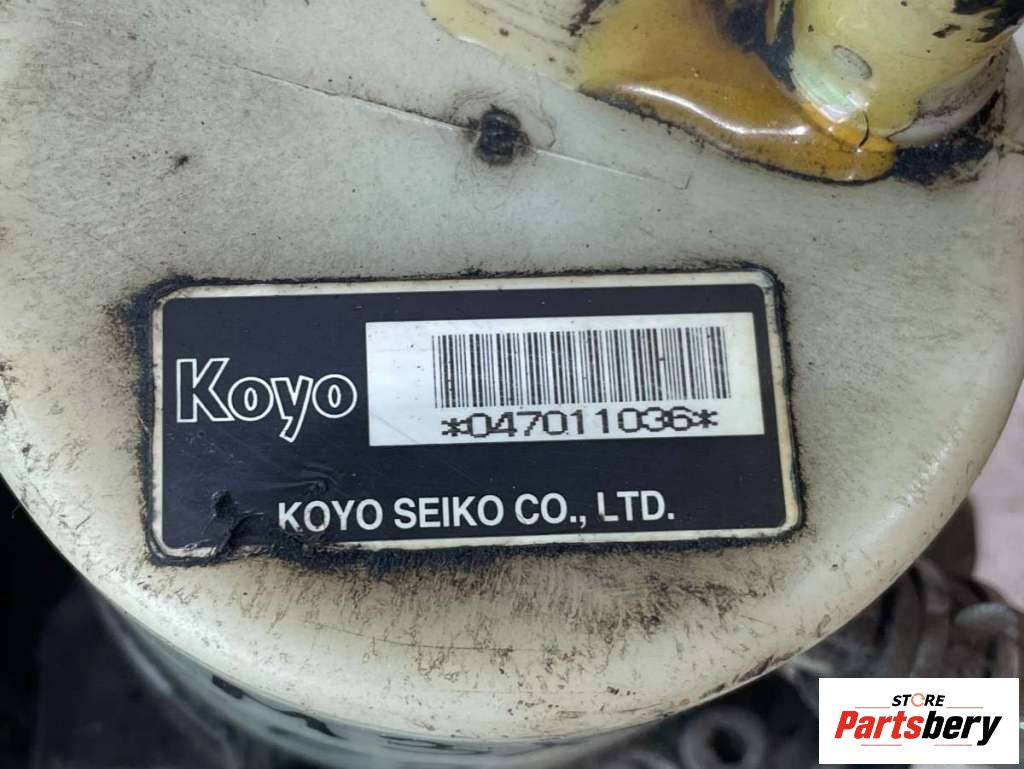 Koyo
*047011036*
KOYO SEIKO CO., LTD.
STORE
Partsbery